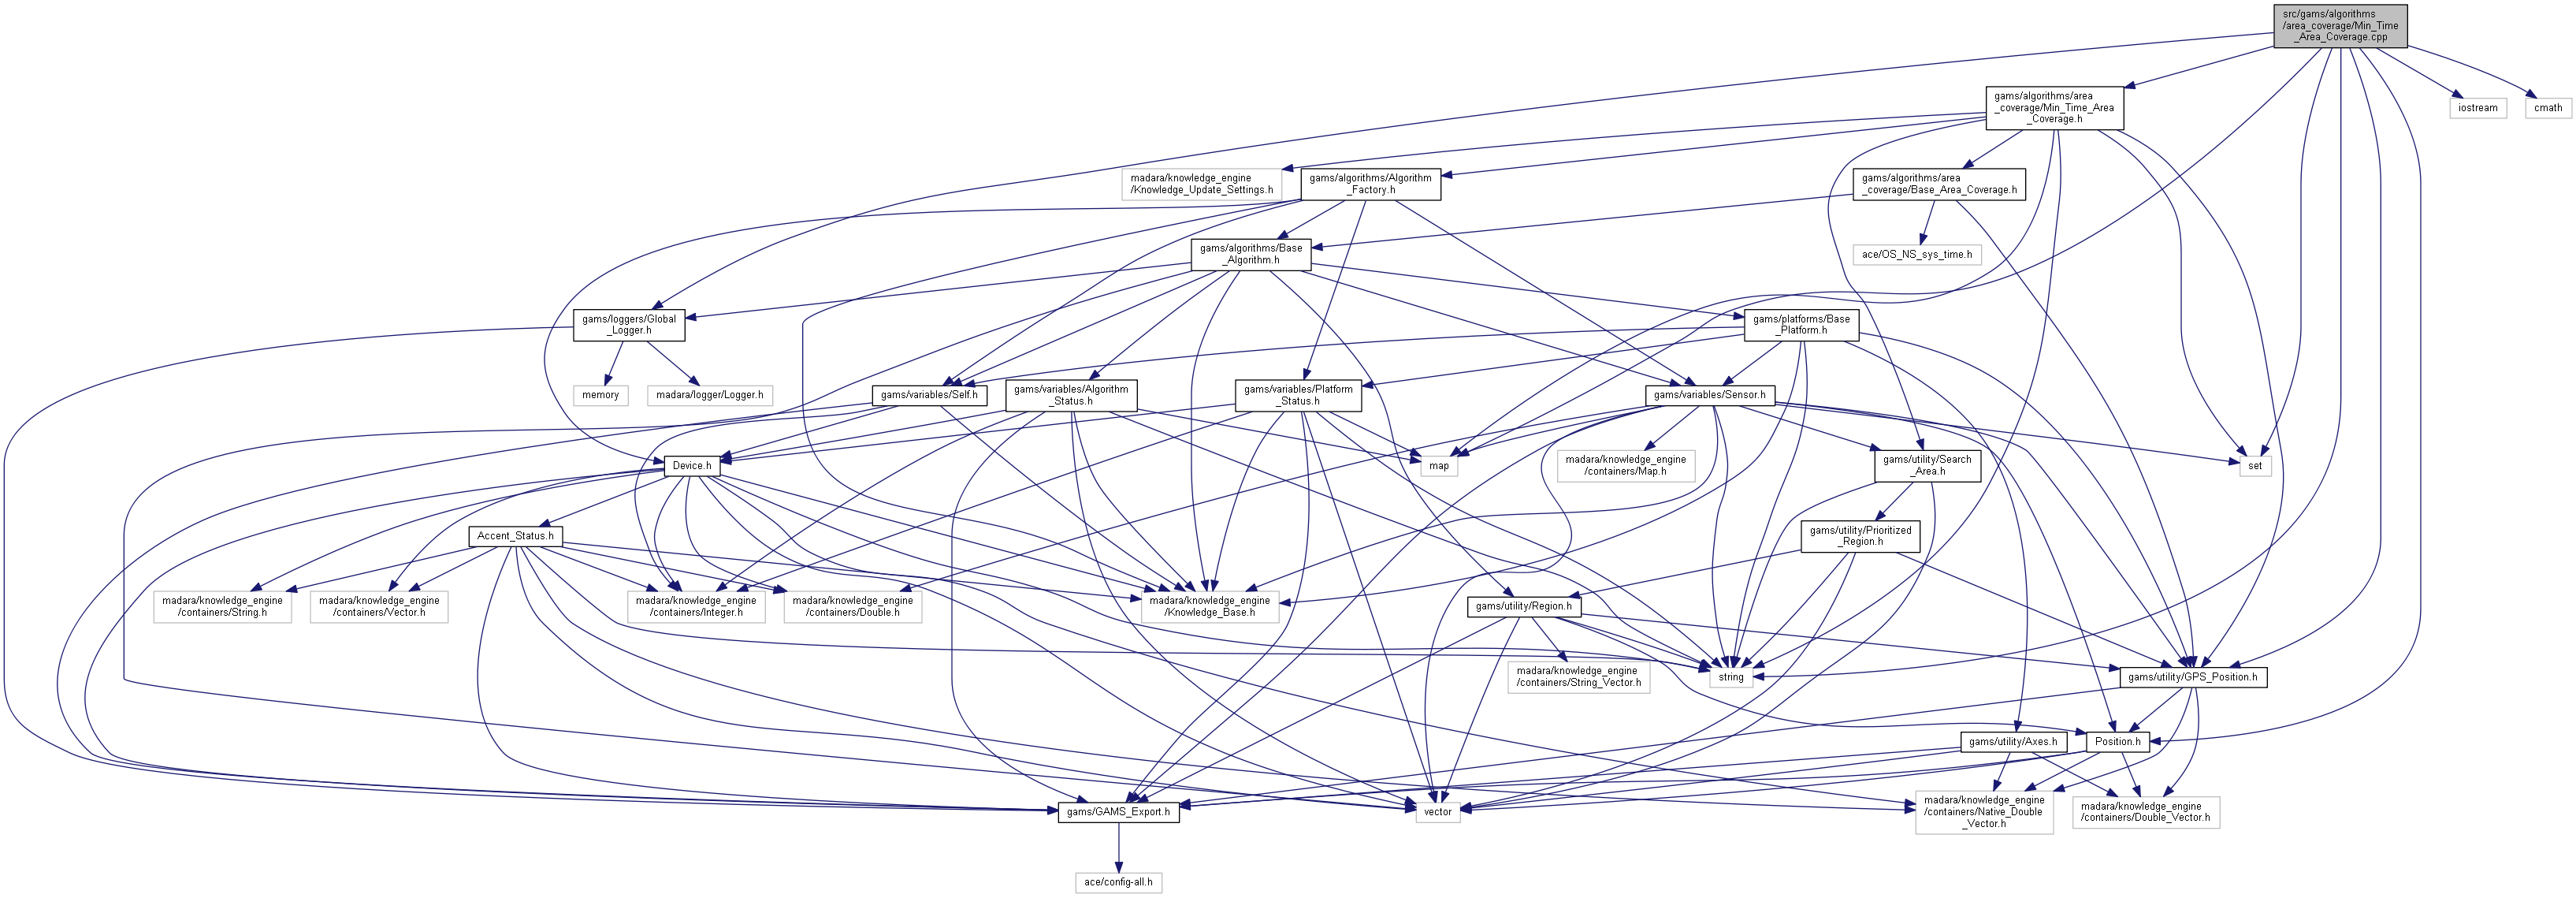 src/gams/algorithms
/area_coverage/Min_Time
_Area_Coverage.cpp
gams/algorithms/area
_coverage/Min_Time_Area
_Coverage.h
iostream
cmath
madara/knowledge_engine
/Knowledge_Update_Settings.h
gams/algorithms/Algorithm
_Factory.h
gams/algorithms/area
_coverage/Base_Area_Coverage.h
gams/algorithms/Base
_Algorithm.h
ace/OS_NS_sys_time.h
gams/loggers/Global
_Logger.h
gams/platforms/Base
_Platform.h
memory
madara/logger/Logger.h
gams/variables/Self.h
gams/variables/Algorithm
_Status.h
gams/variables/Platform
_Status.h
gams/variables/Sensor.h
Device.h
map
madara/knowledge_engine
/containers/Map.h
gams/utility/Search
_Area.h
set
Accent_Status.h
gams/utility/Prioritized
_Region.h
madara/knowledge_engine
/containers/String.h
madara/knowledge_engine
/containers/Vector.h
madara/knowledge_engine
/containers/Integer.h
madara/knowledge_engine
/containers/Double.h
madara/knowledge_engine
/Knowledge_Base.h
gams/utility/Region.h
madara/knowledge_engine
/containers/String_Vector.h
string
gams/utility/GPS_Position.h
gams/utility/Axes.h
Position.h
gams/GAMS_Export.h
vector
madara/knowledge_engine
/containers/Native_Double
_Vector.h
madara/knowledge_engine
/containers/Double_Vector.h
ace/config-all.h